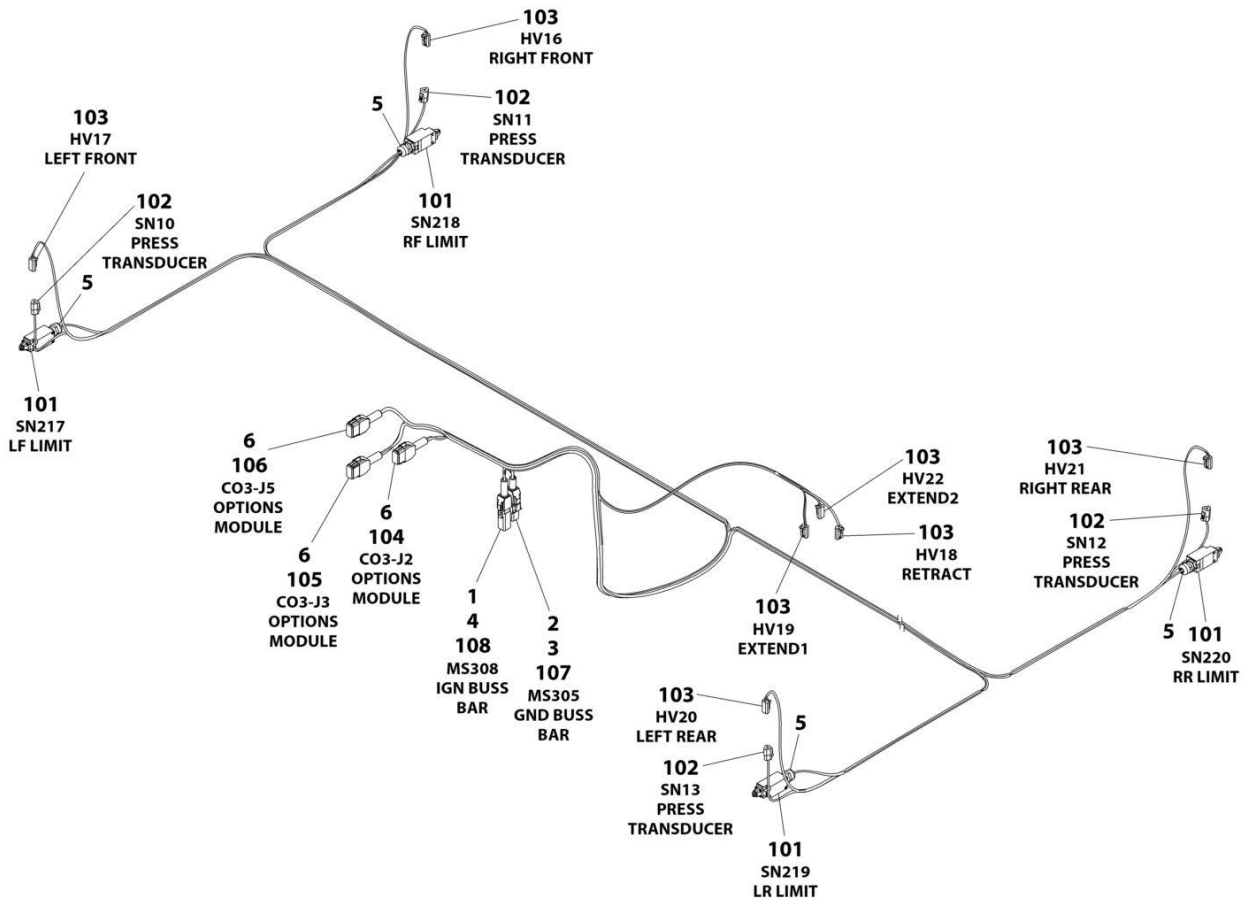 103
HV16
RIGHT FRONT
102
SN11
PRESS
TRANSDUCER
5
101
SN218
RF LIMIT
103
HV17
LEFT FRONT
102
SN10
PRESS
TRANSDUCER
5
101
SN217
LF LIMIT
6
106
CO3-J5
OPTIONS
MODULE
6
105
CO3-J3
OPTIONS
MODULE
6
104
CO3-J2
OPTIONS
MODULE
1
4
108
MS308
IGN BUSS
BAR
2
3
107
MS305
GND BUSS
BAR
103
HV22
EXTEND2
103
HV18
RETRACT
103
HV19
EXTEND1
103
HV21
RIGHT REAR
102
SN12
PRESS
TRANSDUCER
5
101
SN220
RR LIMIT
103
HV20
LEFT REAR
5
102
SN13
PRESS
TRANSDUCER
101
SN219
LR LIMIT